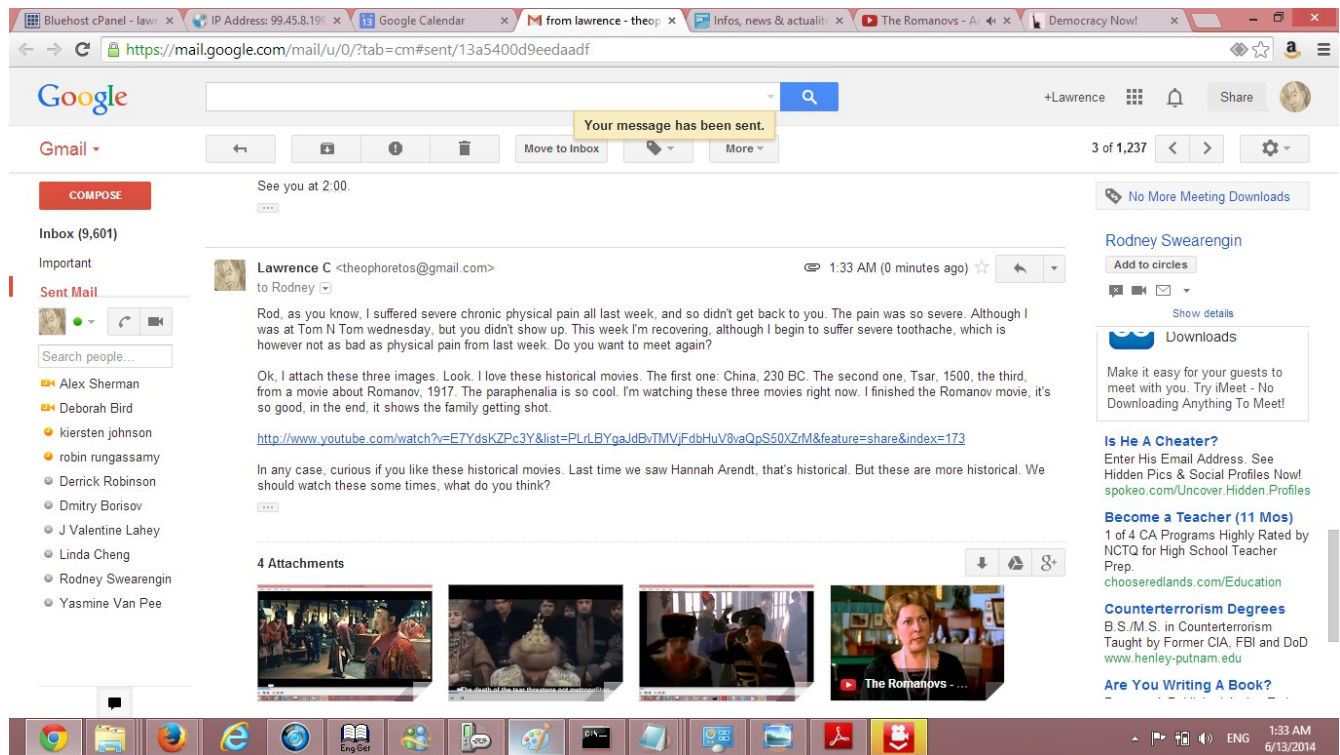 Bluehost cPanel - lawr
IP Address: 99.45.8.199
Google Calendar
from lawrence - theop
Infos, news & actualité
The Romanovs - A
Democracy Now!
https://mail.google.com/mail/u/0/?tab=cm#sent/13a5400d9eedaadf
Google
+Lawrence
Share
Your message has been sent.
Gmail
Move to Inbox
More
3 of 1,237
COMPOSE
Inbox (9,601)
Important
Sent Mail
Search people...
Alex Sherman
Deborah Bird
kiersten johnson
robin rungassamy
Derrick Robinson
Dmitry Borisov
J Valentine Lahey
Linda Cheng
Rodney Swearengin
Yasmine Van Pee
See you at 2:00.
Lawrence C <theophoretos@gmail.com>
1:33 AM (0 minutes ago)
to Rodney
Rod, as you know, I suffered severe chronic physical pain all last week, and so didn't get back to you. The pain was so severe. Although I
was at Tom N Tom wednesday, but you didn't show up. This week I'm recovering, although I begin to suffer severe toothache, which is
however not as bad as physical pain from last week. Do you want to meet again?
Ok, I attach these three images. Look. I love these historical movies. The first one: China, 230 BC. The second one, Tsar, 1500, the third,
from a movie about Romanov, 1917. The paraphenalia is so cool. I'm watching these three movies right now. I finished the Romanov movie, it's
so good, in the end, it shows the family getting shot.
http://www.youtube.com/watch?v=E7YdsKZPc3Y&list=PLrLBYgaJdBvTMVjFdbHuV8vaQpS50XZrM&feature=share&index=173
In any case, curious if you like these historical movies. Last time we saw Hannah Arendt, that's historical. But these are more historical. We
should watch these some times, what do you think?
4 Attachments
The death of the tsar threatens not metropolitan
The Romanovs - ...
No More Meeting Downloads
Rodney Swearengin
Add to circles
Show details
Downloads
Make it easy for your guests to
meet with you. Try iMeet - No
Downloading Anything To Meet!
Is He A Cheater?
Enter His Email Address. See
Hidden Pics & Social Profiles Now!
spokeo.com/Uncover.Hidden.Profiles
Become a Teacher (11 Mos)
1 of 4 CA Programs Highly Rated by
NCTQ for High School Teacher
Prep.
chooseredlands.com/Education
Counterterrorism Degrees
B.S./M.S. in Counterterrorism
Taught by Former CIA, FBI and DoD
www.henley-putnam.edu
Are You Writing A Book?
Eng Ger
ENG
1:33 AM
6/13/2014